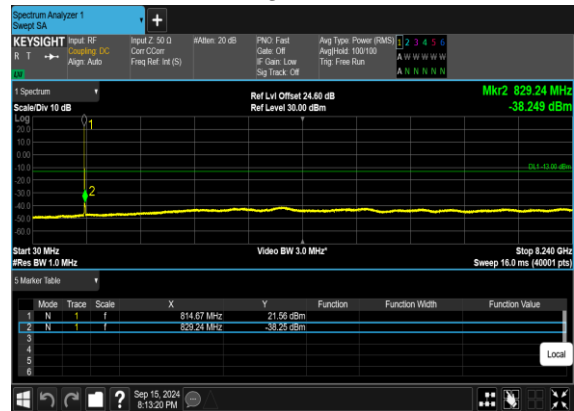 Spectrum Analyzer 1
Swept SA
KEYSIGHT Input: RF Input Z: 50 Ω #Atten: 20 dB PNO: Fast Avg Type: Power (RMS) 1 2 3 4 5 6
R T Coupling: DC Corr CCorr Gate: Off Avg|Hold: 100/100 A W W W W W
Align: Auto Freq Ref: Int (S) IF Gain: Low Trig: Free Run
LM Sig Track: Off A N N N N N
1 Spectrum Ref Lvl Offset 24.60 dB Mkr2 829.24 MHz
Scale/Div 10 dB Ref Level 30.00 dBm -38.249 dBm
Log
20.0
10.0
0.00
-10.0
-20.0
-30.0
-40.0
-50.0
-60.0
1
DL1 -13.00 dBm
2
Start 30 MHz Video BW 3.0 MHz* Stop 8.240 GHz
#Res BW 1.0 MHz Sweep 16.0 ms (40001 pts)
5 Marker Table
Mode Trace Scale X Y Function Function Width Function Value
1 N 1 f 814.67 MHz 21.56 dBm
2 N 1 f 829.24 MHz -38.25 dBm
3
4
5
6
Local
? Sep 15, 2024
8:13:20 PM